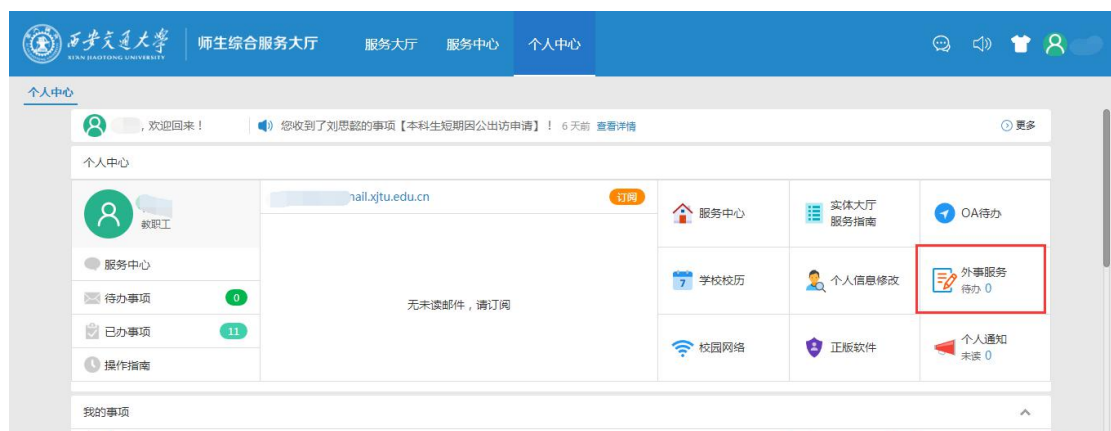 西安交通大学
XI'AN JIAOTONG UNIVERSITY
师生综合服务大厅
服务大厅
服务中心
个人中心
个人中心
，欢迎回来！
您收到了刘思懿的事项【本科生短期因公出访申请】！ 6天前 查看详情
更多
个人中心
教职工
服务中心
待办事项 0
已办事项 11
操作指南
nail.xjtu.edu.cn
订阅
无未读邮件，请订阅
服务中心
实体大厅
服务指南
OA待办
7 学校校历
个人信息修改
外事服务
待办 0
校园网络
正版软件
个人通知
未读 0
我的事项